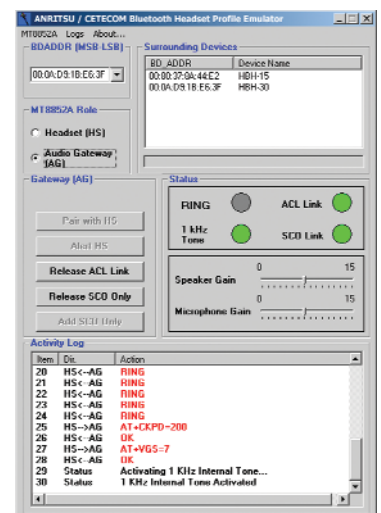 ANRITSU / CETECOM Bluetooth Headset Profile Emulator
MT8852A Logs About...
BDADDR (MSB-LSB)
00:0A:D9:1B:E6:3F
Surrounding Devices
BD_ADDR Device Name
00:80:37:0A:44:E2 HBH-15
00:0A:D9:1B:E6:3F HBH-30
MT8852A Role
Headset (HS)
Audio Gateway
(AG)
Gateway (AG)
Pair with HS
Alert HS
Release ACL Link
Release SCO Only
Add SCO Only
Status
RING ACL Link
1 kHz
Tone SCO Link
0 15
Speaker Gain
0 15
Microphone Gain
Activity Log
Item Dir. Action
20 HS<--AG RING
21 HS<--AG RING
22 HS<--AG RING
23 HS<--AG RING
24 HS<--AG RING
25 HS-->AG AT+CKPD=200
26 HS<--AG OK
27 HS-->AG AT+VGS=7
28 HS<--AG OK
29 Status Activating 1 KHz Internal Tone...
30 Status 1 KHz Internal Tone Activated